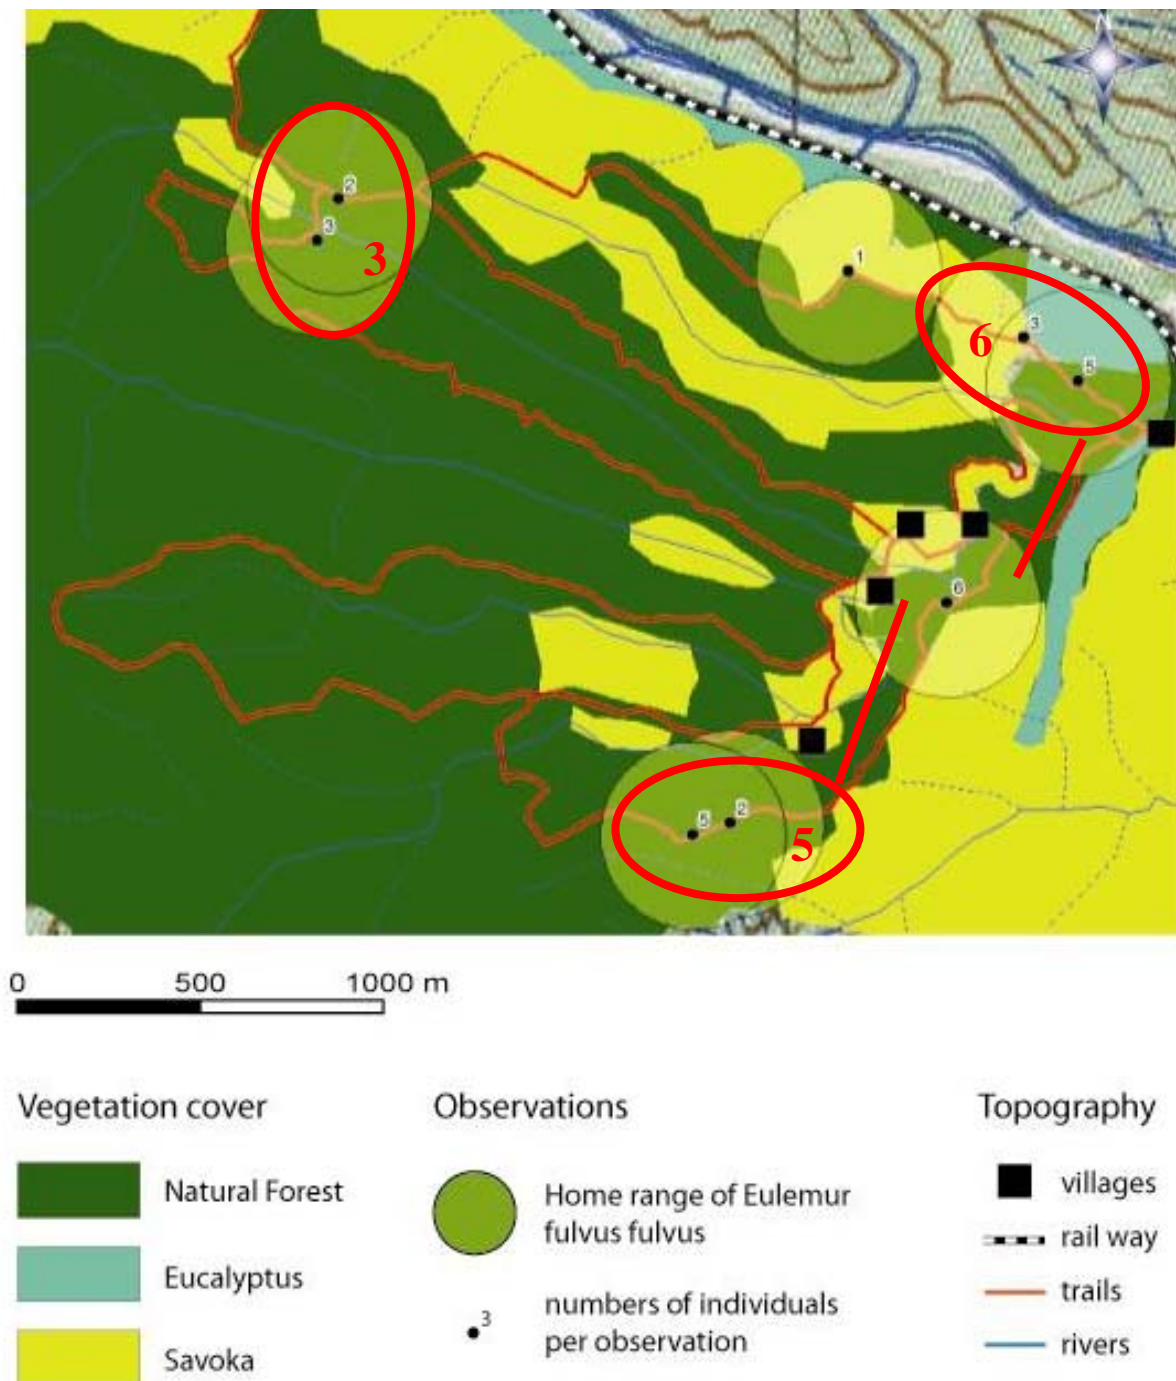 N
2
3
3
1
6
3
5
6
5
2
5
0 500 1000 m
Vegetation cover
Natural Forest
Eucalyptus
Savoka
Observations
Home range of Eulemur
fulvus fulvus
3
numbers of individuals
per observation
Topography
villages
rail way
trails
rivers